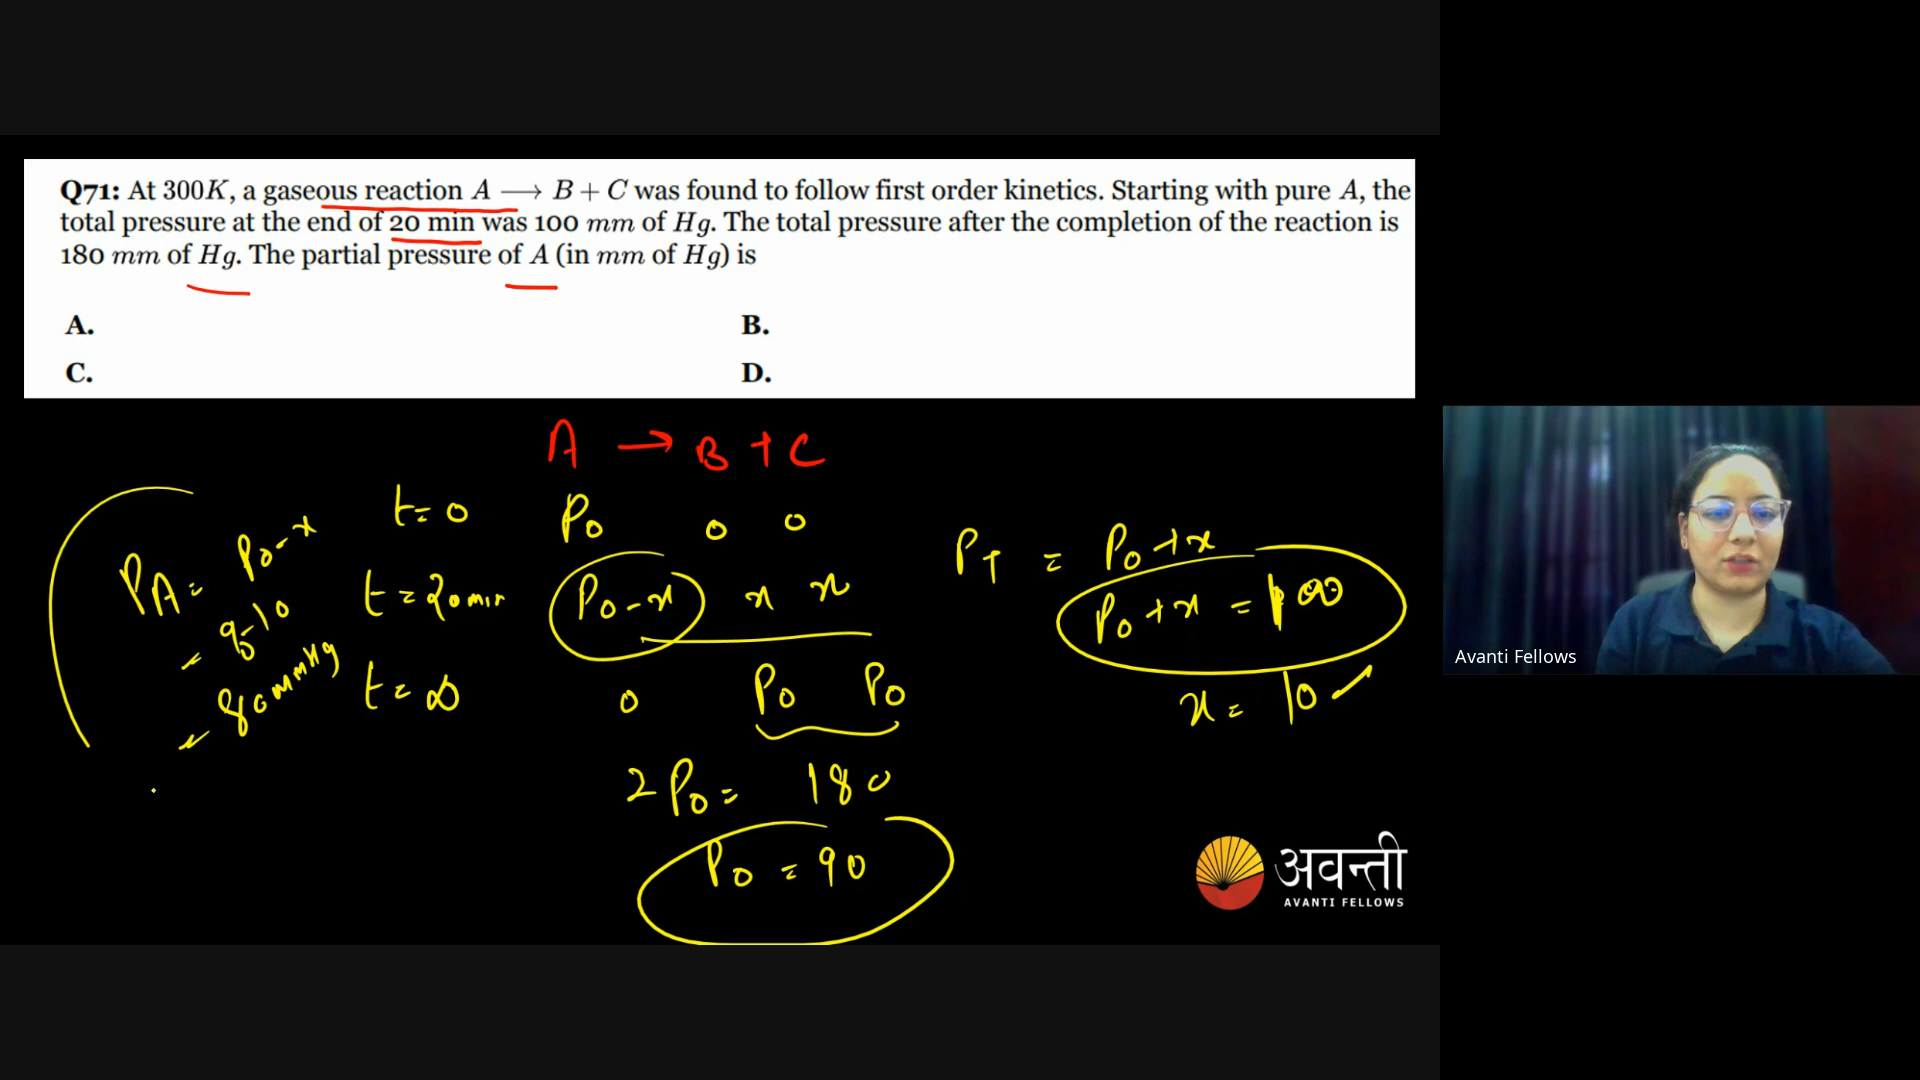 Q71: At 300K, a gaseous reaction A ⟶ B + C was found to follow first order kinetics. Starting with pure A, the
total pressure at the end of 20 min was 100 mm of Hg. The total pressure after the completion of the reaction is
180 mm of Hg. The partial pressure of A (in mm of Hg) is
A. B.
C. D.
A → B + C
t = 0 P0 0 0
t = 20 min P0 - x x x
t = ∞ 0 P0 P0
2P0 = 180
P0 = 90
PT = P0 + x
P0 + x = 100
x = 10
PA = P0 - x
= 90-10
= 80 mmHg
Avanti Fellows
अवन्ती
AVANTI FELLOWS